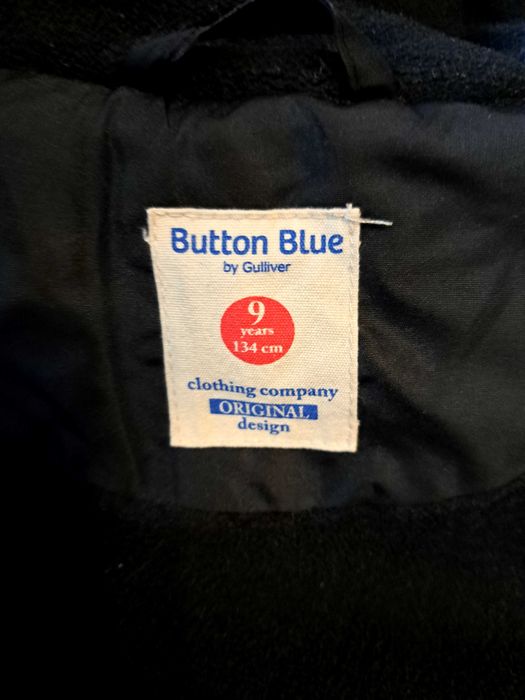 Button Blue
by Gulliver
9
years
134 cm
clothing company
ORIGINAL
design